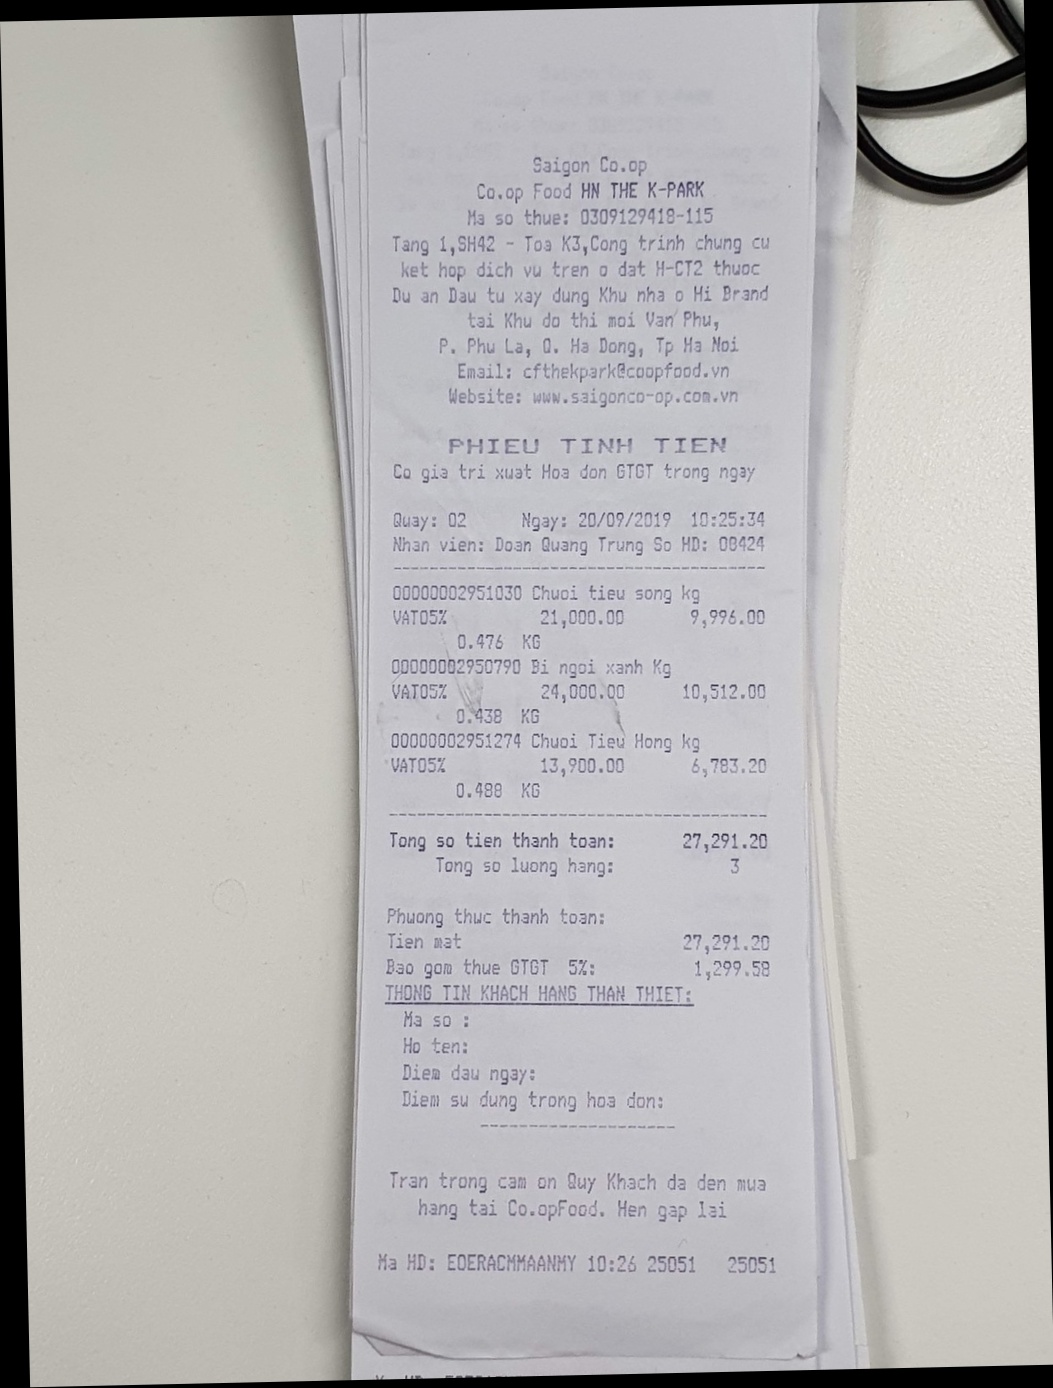 Saigon Co.op
Co.op Food HN THE K-PARK
Ma so thue: 0309129418-115
Tang 1,SH42 - Toa K3,Cong trinh chung cu
ket hop dich vu tren o dat H-CT2 thuoc
Du an Dau tu xay dung Khu nha o Hi Brand
tai Khu do thi moi Van Phu,
P. Phu La, Q. Ha Dong, Tp Ha Noi
Email: cfthekpark@coopfood.vn
Website: www.saigonco-op.com.vn
PHIEU TINH TIEN
Co gia tri xuat Hoa don GTGT trong ngay
Quay: 02 Ngay: 20/09/2019 10:25:34
Nhan vien: Doan Quang Trung So HD: 08424
----------------------------------------
00000002951030 Chuoi tieu song kg
VAT05% 21,000.00 9,996.00
0.476 KG
00000002950790 Bi ngoi xanh Kg
VAT05% 24,000.00 10,512.00
0.438 KG
00000002951274 Chuoi Tieu Hong kg
VAT05% 13,900.00 6,783.20
0.488 KG
----------------------------------------
Tong so tien thanh toan: 27,291.20
Tong so luong hang: 3
Phuong thuc thanh toan:
Tien mat 27,291.20
Bao gom thue GTGT 5%: 1,299.58
THONG TIN KHACH HANG THAN THIET:
Ma so :
Ho ten:
Diem dau ngay:
Diem su dung trong hoa don:
--------------------
Tran trong cam on Quy Khach da den mua
hang tai Co.opFood. Hen gap lai
Ma HD: EOERACMMAANMY 10:26 25051 25051